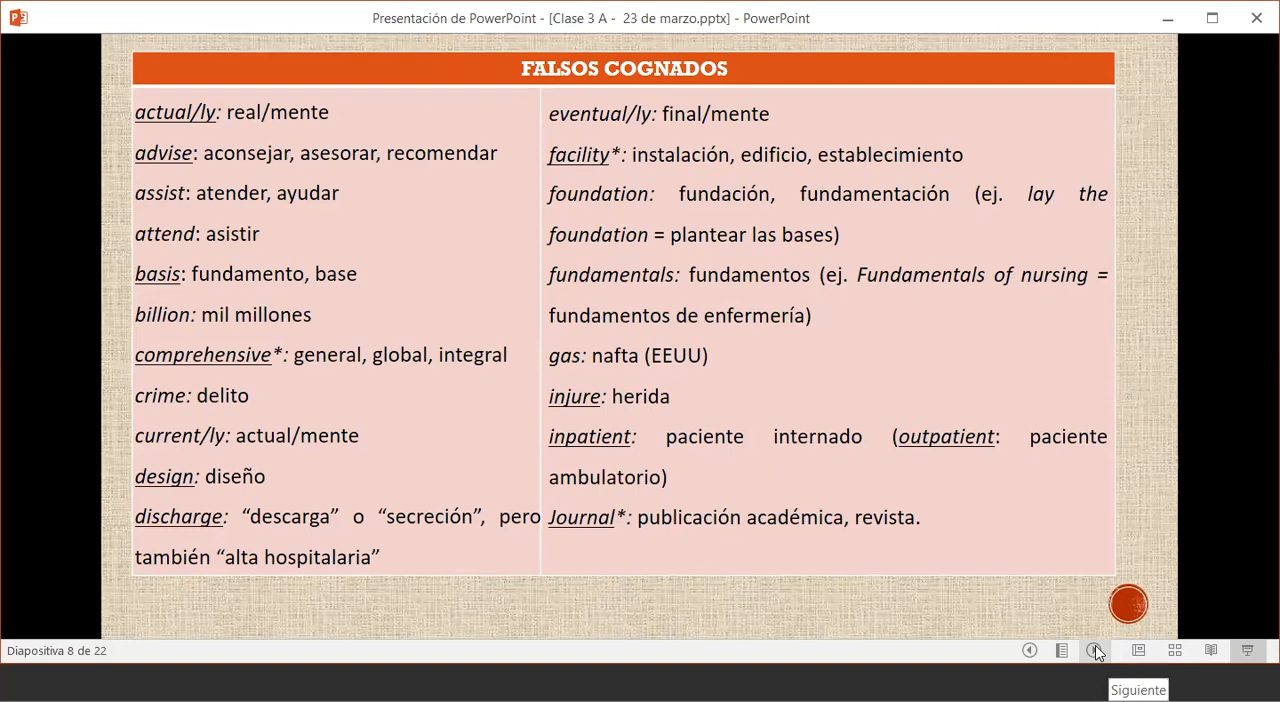 Presentación de PowerPoint - [Clase 3 A - 23 de marzo.pptx] - PowerPoint
FALSOS COGNADOS
actual/ly: real/mente
advise: aconsejar, asesorar, recomendar
assist: atender, ayudar
attend: asistir
basis: fundamento, base
billion: mil millones
comprehensive*: general, global, integral
crime: delito
current/ly: actual/mente
design: diseño
discharge: “descarga” o “secreción”, pero
también “alta hospitalaria”
eventual/ly: final/mente
facility*: instalación, edificio, establecimiento
foundation: fundación, fundamentación (ej. lay the
foundation = plantear las bases)
fundamentals: fundamentos (ej. Fundamentals of nursing =
fundamentos de enfermería)
gas: nafta (EEUU)
injure: herida
inpatient: paciente internado (outpatient: paciente
ambulatorio)
Journal*: publicación académica, revista.
Diapositiva 8 de 22
Siguiente